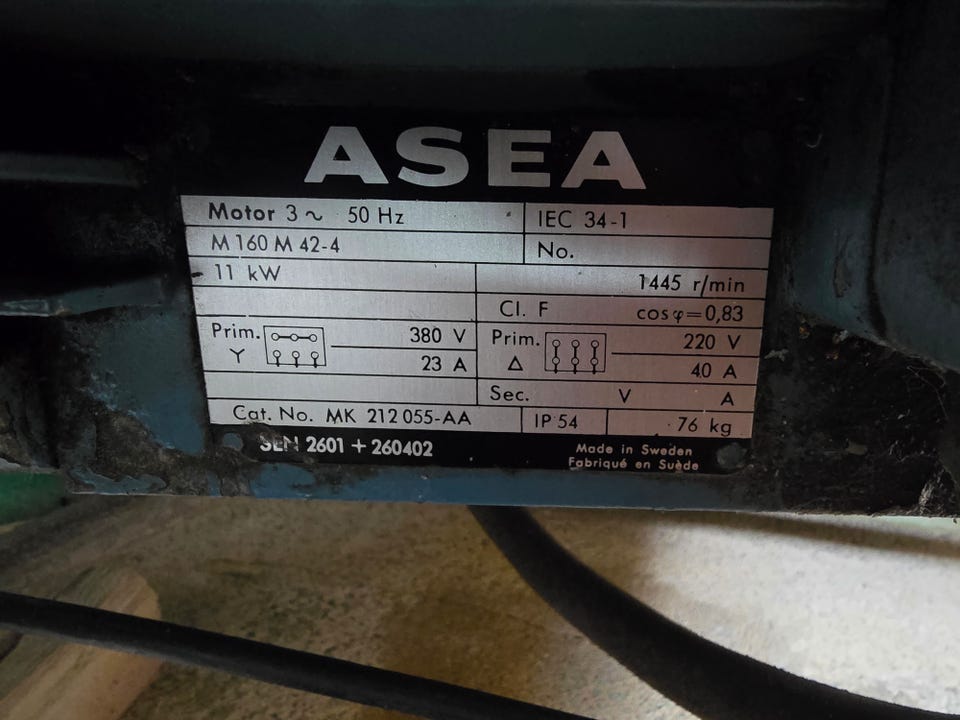 ASEA
Motor 3 ~ 50 Hz IEC 34-1
M 160 M 42-4 No.
11 kW 1445 r/min
Cl. F cosφ=0,83
Prim. Y 380 V Prim. Δ 220 V
23 A 40 A
Sec. V A
Cat. No. MK 212 055-AA IP 54 76 kg
SEN 2601 + 260402 Made in Sweden
Fabriqué en Suède